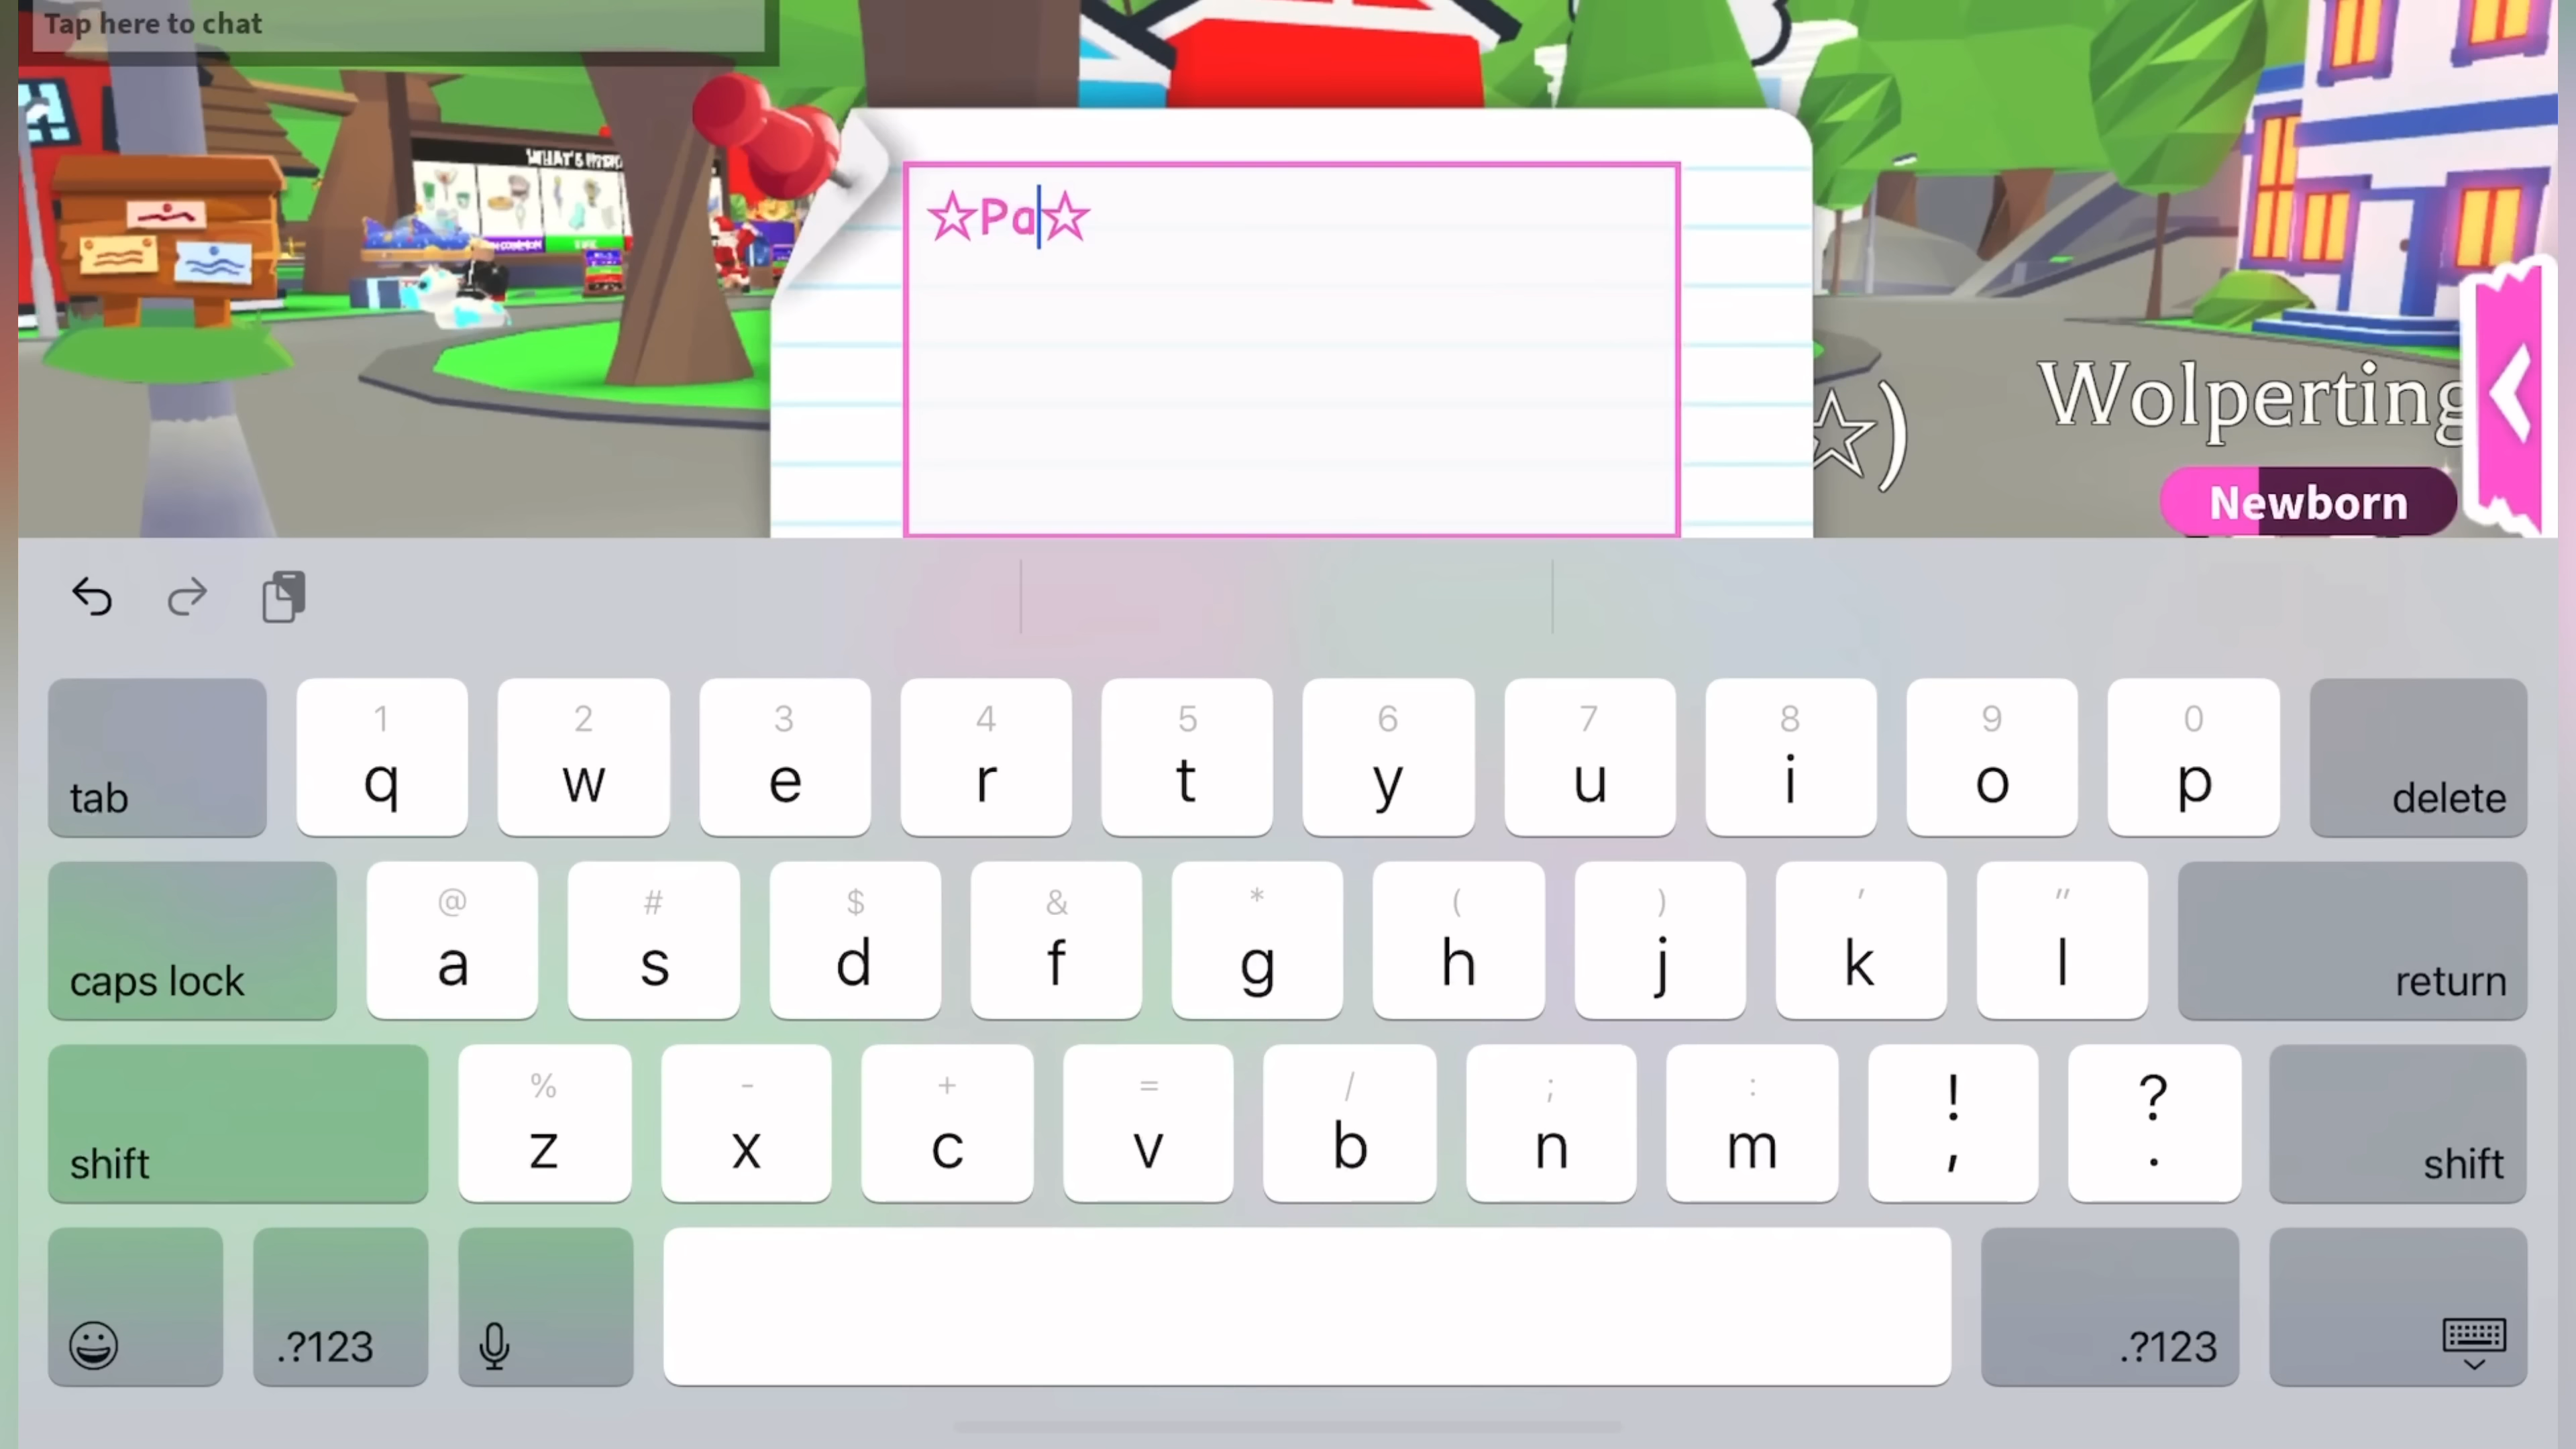 Tap here to chat
WHAT'S
☆Pa☆
☆)
Wolperting
Newborn
tab 1 q 2 w 3 e 4 r 5 t 6 y 7 u 8 i 9 o 0 p delete
caps lock @ a # s $ d & f * g ( h ) j ' k " l return
shift % z - x + c = v / b ; n : m ! , ? . shift
.?123 .?123